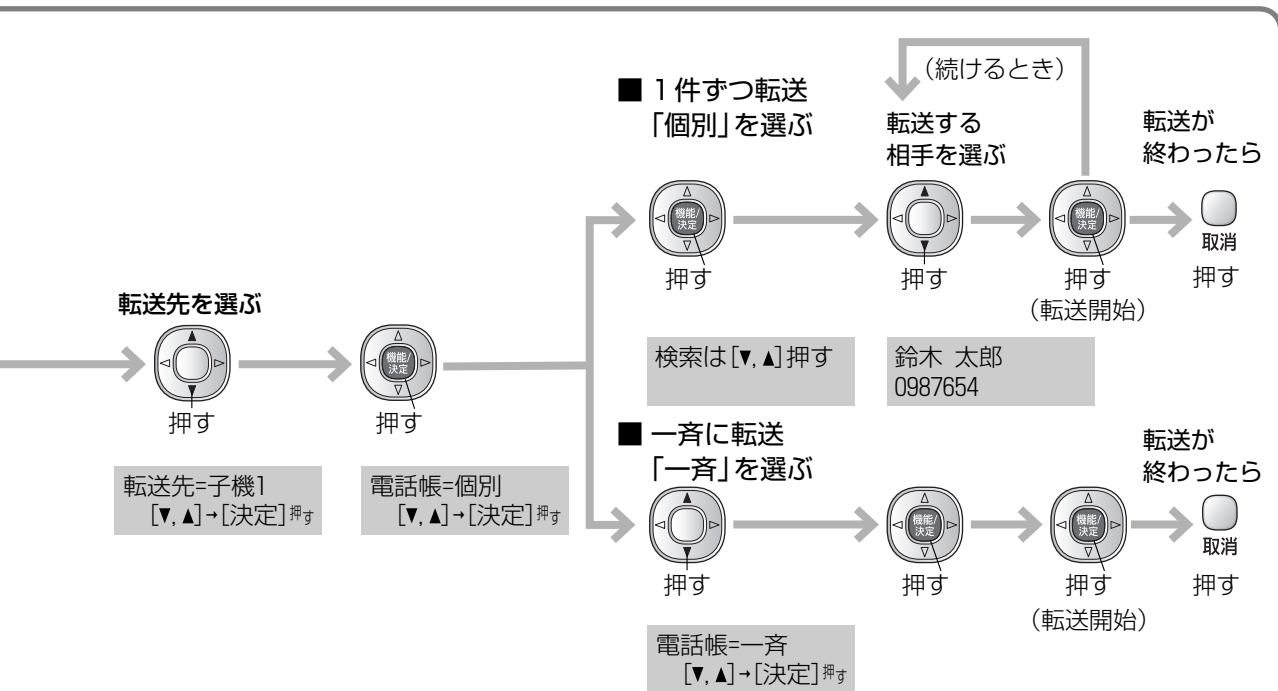 転送先を選ぶ
機能/
決定
押す
押す
転送先=子機1
[▼,▲]→[決定]押す
電話帳=個別
[▼,▲]→[決定]押す
■ 1件ずつ転送
「個別」を選ぶ
転送する
相手を選ぶ
(続けるとき)
転送が
終わったら
機能/
決定
機能/
決定
取消
押す
押す
押す
押す
(転送開始)
検索は[▼,▲]押す
鈴木 太郎
0987654
■ 一斉に転送
「一斉」を選ぶ
転送が
終わったら
機能/
決定
機能/
決定
取消
押す
押す
押す
押す
(転送開始)
電話帳=一斉
[▼,▲]→[決定]押す